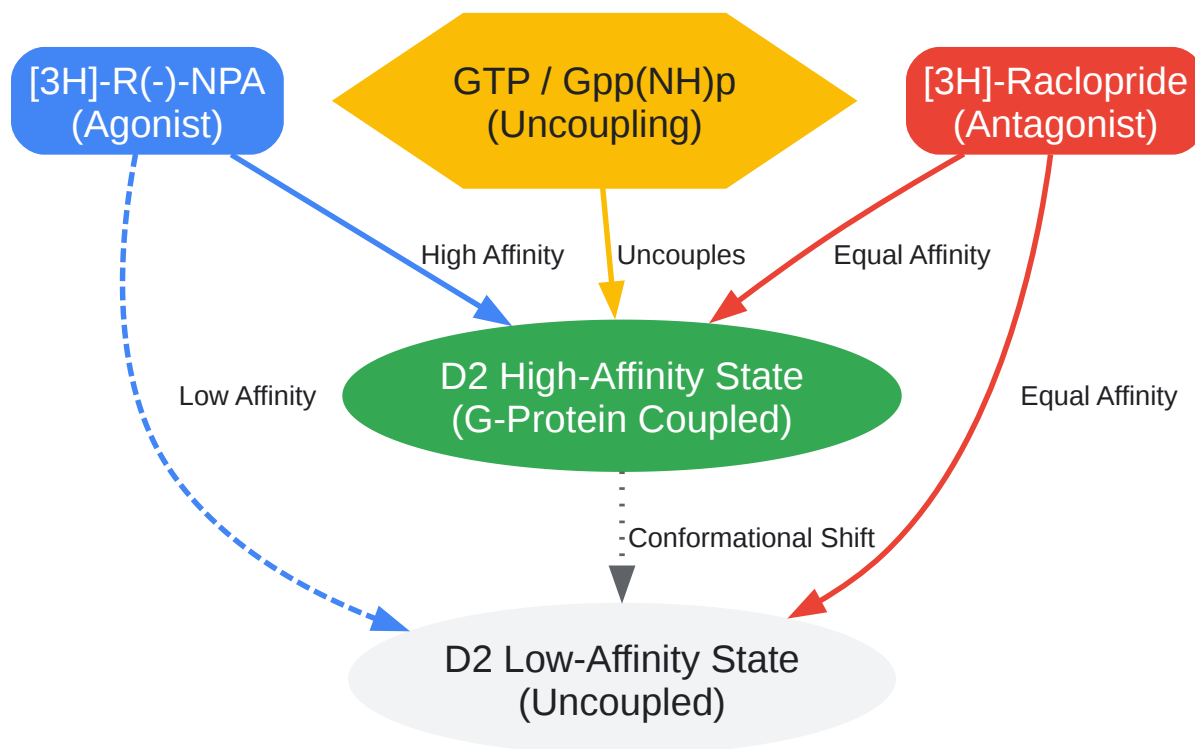 [3H]-R(-)-NPA
(Agonist)
GTP / Gpp(NH)p
(Uncoupling)
[3H]-Raclopride
(Antagonist)
High Affinity
Uncouples
Equal Affinity
D2 High-Affinity State
(G-Protein Coupled)
Low Affinity
Equal Affinity
Conformational Shift
D2 Low-Affinity State
(Uncoupled)